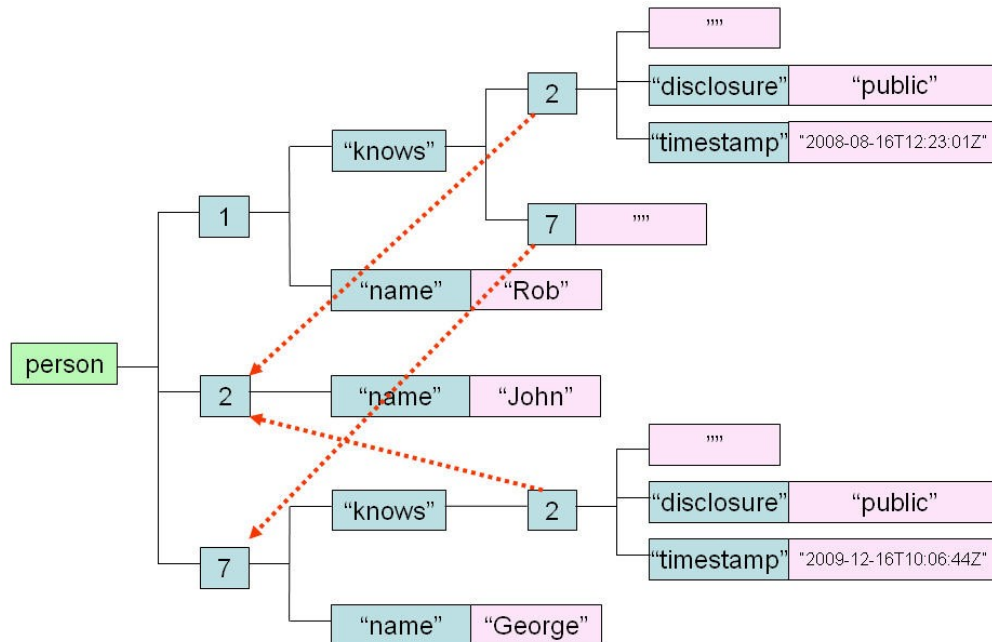 ””
“disclosure” “public”
2
“timestamp” "2008-08-16T12:23:01Z"
“knows”
1
7 ””
“name” “Rob”
person
2
“name” “John”
””
“knows”
2
“disclosure” “public”
7
“timestamp” "2009-12-16T10:06:44Z"
“name” “George”